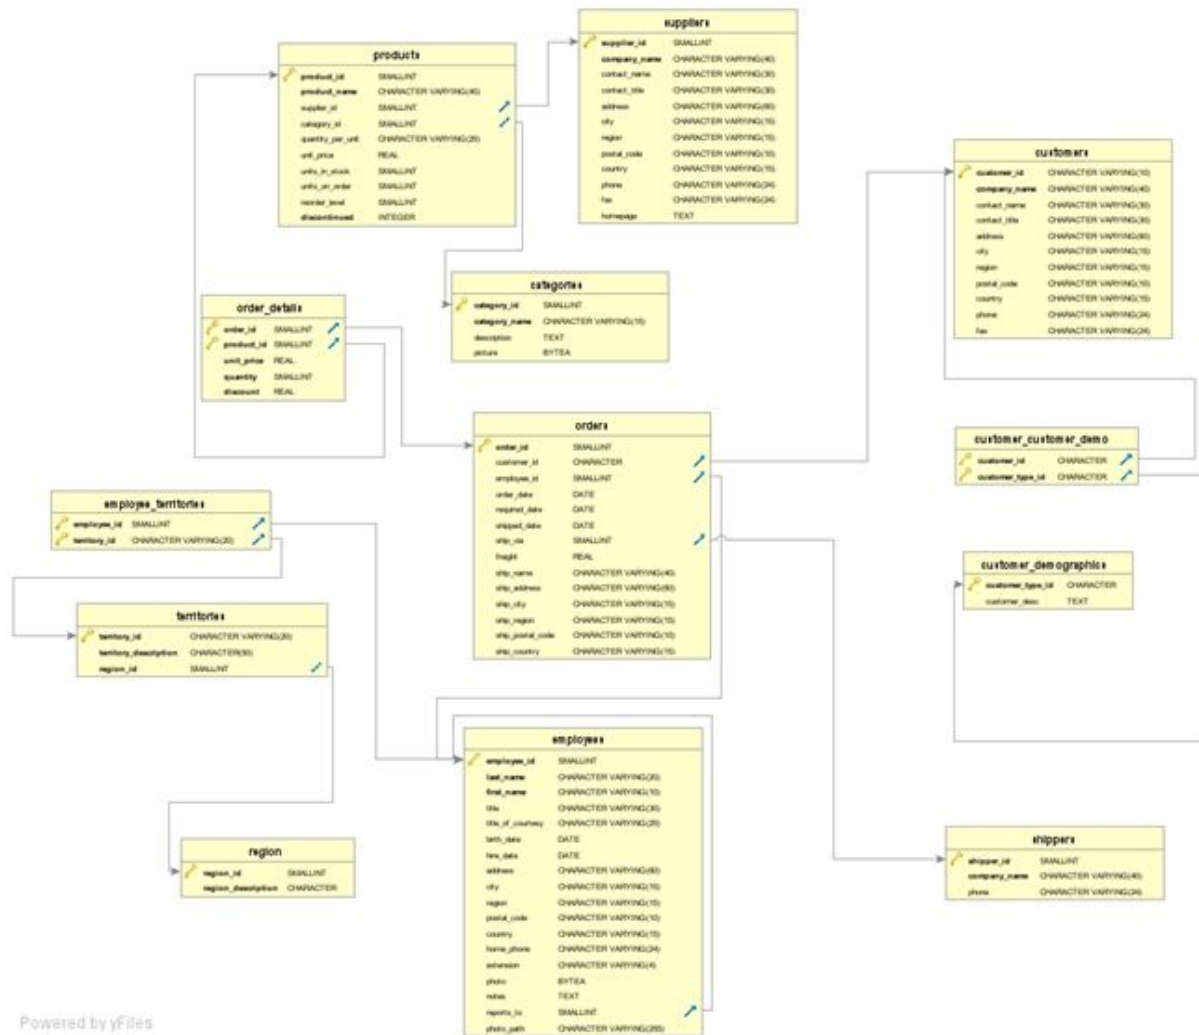 products
product_id SMALLINT
product_name CHARACTER VARYING(40)
supplier_id SMALLINT
category_id SMALLINT
quantity_per_unit CHARACTER VARYING(20)
unit_price REAL
units_in_stock SMALLINT
units_on_order SMALLINT
reorder_level SMALLINT
discontinued INTEGER
suppliers
supplier_id SMALLINT
company_name CHARACTER VARYING(40)
contact_name CHARACTER VARYING(30)
contact_title CHARACTER VARYING(30)
address CHARACTER VARYING(60)
city CHARACTER VARYING(15)
region CHARACTER VARYING(15)
postal_code CHARACTER VARYING(10)
country CHARACTER VARYING(15)
phone CHARACTER VARYING(24)
fax CHARACTER VARYING(24)
homepage TEXT
customers
customer_id CHARACTER VARYING(10)
company_name CHARACTER VARYING(40)
contact_name CHARACTER VARYING(30)
contact_title CHARACTER VARYING(30)
address CHARACTER VARYING(60)
city CHARACTER VARYING(15)
region CHARACTER VARYING(15)
postal_code CHARACTER VARYING(10)
country CHARACTER VARYING(15)
phone CHARACTER VARYING(24)
fax CHARACTER VARYING(24)
categories
category_id SMALLINT
category_name CHARACTER VARYING(15)
description TEXT
picture BYTEA
order_details
order_id SMALLINT
product_id SMALLINT
unit_price REAL
quantity SMALLINT
discount REAL
orders
order_id SMALLINT
customer_id CHARACTER
employee_id SMALLINT
order_date DATE
required_date DATE
shipped_date DATE
ship_via SMALLINT
freight REAL
ship_name CHARACTER VARYING(40)
ship_address CHARACTER VARYING(60)
ship_city CHARACTER VARYING(15)
ship_region CHARACTER VARYING(15)
ship_postal_code CHARACTER VARYING(10)
ship_country CHARACTER VARYING(15)
customer_customer_demo
customer_id CHARACTER
customer_type_id CHARACTER
employee_territories
employee_id SMALLINT
territory_id CHARACTER VARYING(20)
customer_demographics
customer_type_id CHARACTER
customer_desc TEXT
territories
territory_id CHARACTER VARYING(20)
territory_description CHARACTER(50)
region_id SMALLINT
employees
employee_id SMALLINT
last_name CHARACTER VARYING(20)
first_name CHARACTER VARYING(10)
title CHARACTER VARYING(30)
title_of_courtesy CHARACTER VARYING(25)
birth_date DATE
hire_date DATE
address CHARACTER VARYING(60)
city CHARACTER VARYING(15)
region CHARACTER VARYING(15)
postal_code CHARACTER VARYING(10)
country CHARACTER VARYING(15)
home_phone CHARACTER VARYING(24)
extension CHARACTER VARYING(4)
photo BYTEA
notes TEXT
reports_to SMALLINT
photo_path CHARACTER VARYING(255)
region
region_id SMALLINT
region_description CHARACTER
shippers
shipper_id SMALLINT
company_name CHARACTER VARYING(40)
phone CHARACTER VARYING(24)
Powered by yFiles